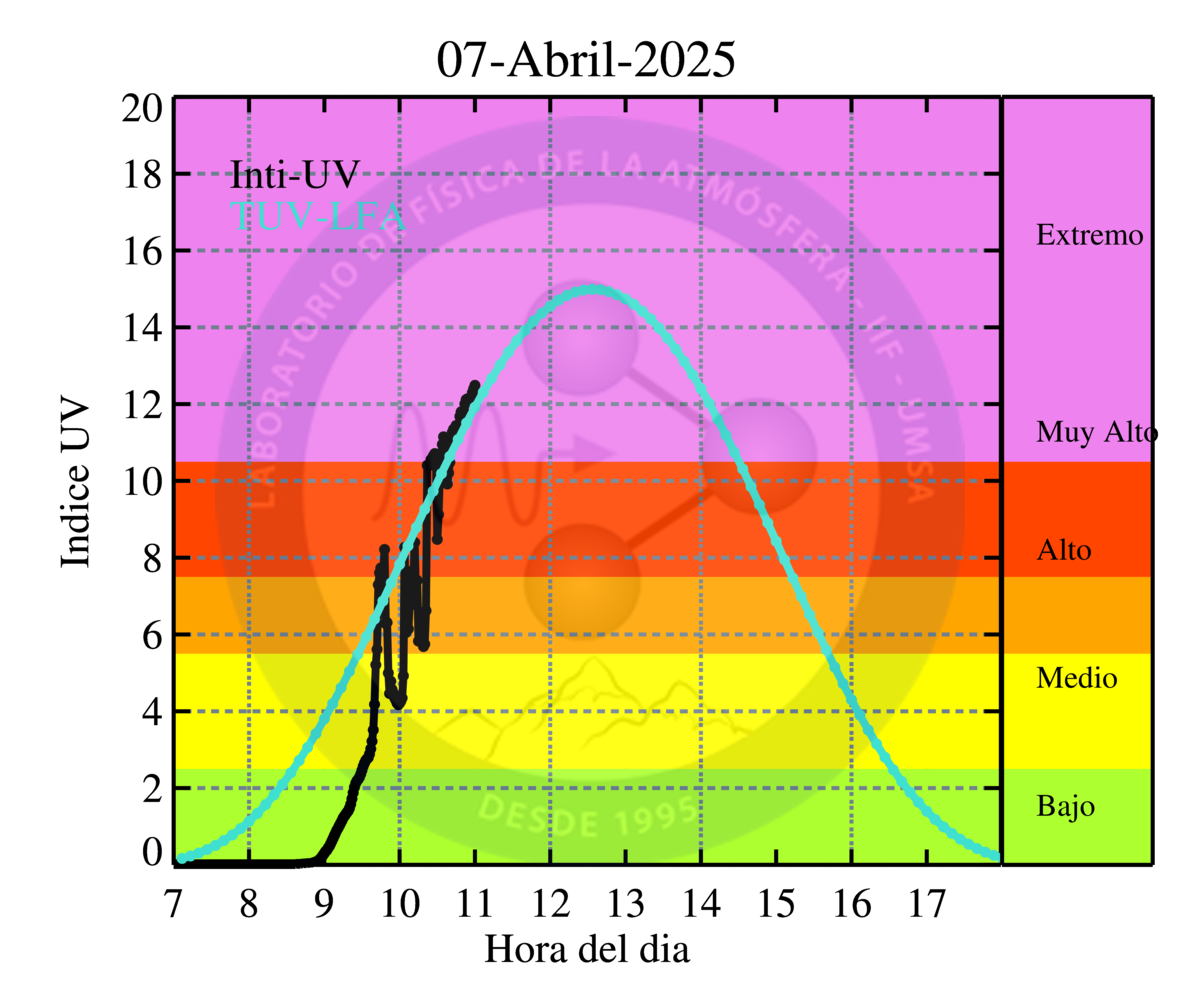 07-Abril-2025
20
18
16
14
12
10
8
6
4
2
0
Indice UV
Inti-UV
TUV-LFA
LABORATORIO DE FÍSICA DE LA ATMÓSFERA - IIF - UMSA
DESDE 1995
Extremo
Muy Alto
Alto
Medio
Bajo
7 8 9 10 11 12 13 14 15 16 17
Hora del dia